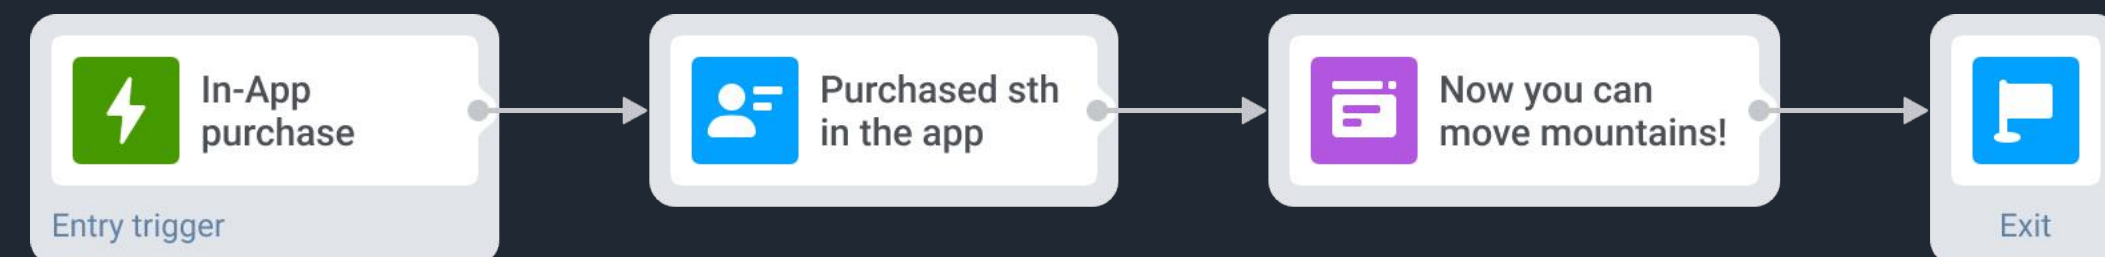 In-App
purchase
Entry trigger
Purchased sth
in the app
Now you can
move mountains!
Exit